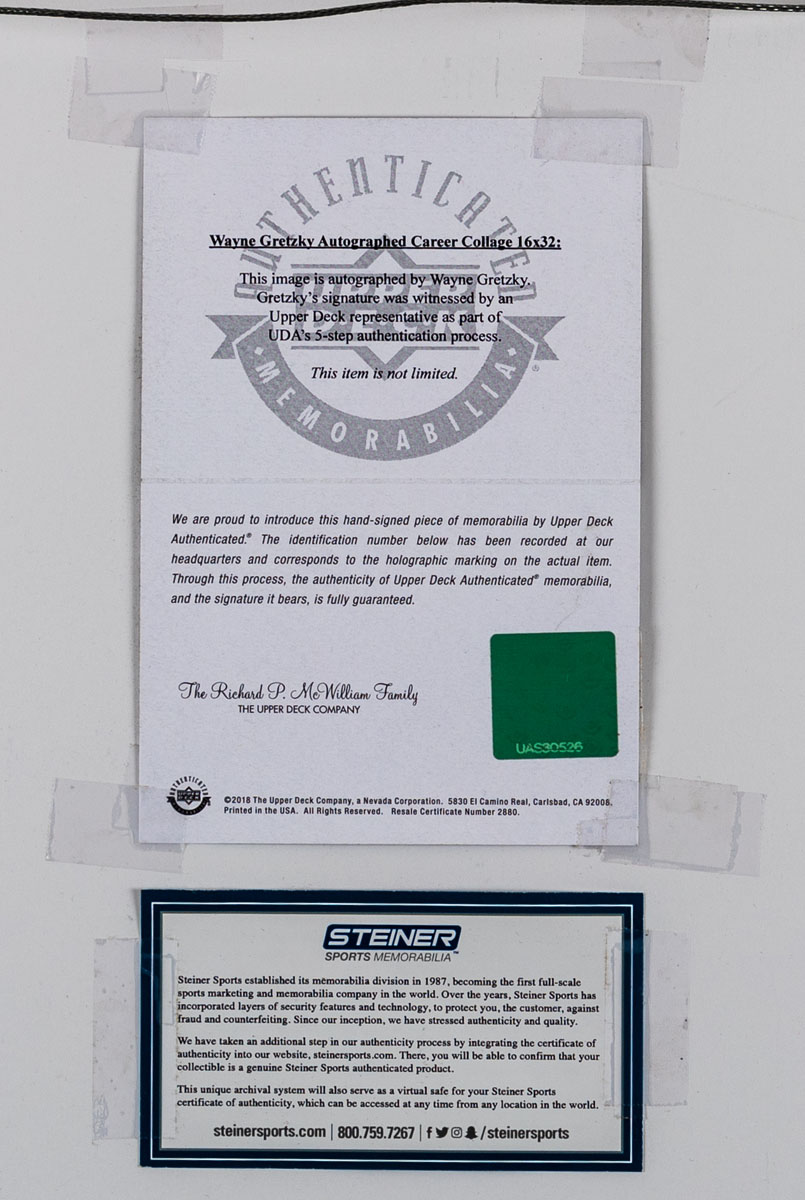 AUTHENTICATED
UPPER
DECK
MEMORABILIA ®
Wayne Gretzky Autographed Career Collage 16x32:
This image is autographed by Wayne Gretzky.
Gretzky's signature was witnessed by an
Upper Deck representative as part of
UDA's 5-step authentication process.
This item is not limited.
We are proud to introduce this hand-signed piece of memorabilia by Upper Deck
Authenticated.® The identification number below has been recorded at our
headquarters and corresponds to the holographic marking on the actual item.
Through this process, the authenticity of Upper Deck Authenticated® memorabilia,
and the signature it bears, is fully guaranteed.
The Richard P. McWilliam Family
THE UPPER DECK COMPANY
UAS30526
AUTHENTICATED
©2018 The Upper Deck Company, a Nevada Corporation. 5830 El Camino Real, Carlsbad, CA 92008.
Printed in the USA. All Rights Reserved. Resale Certificate Number 2880.
STEINER
SPORTS MEMORABILIA™
Steiner Sports established its memorabilia division in 1987, becoming the first full-scale
sports marketing and memorabilia company in the world. Over the years, Steiner Sports has
incorporated layers of security features and technology, to protect you, the customer, against
fraud and counterfeiting. Since our inception, we have stressed authenticity and quality.
We have taken an additional step in our authenticity process by integrating the certificate of
authenticity into our website, steinersports.com. There, you will be able to confirm that your
collectible is a genuine Steiner Sports authenticated product.
This unique archival system will also serve as a virtual safe for your Steiner Sports
certificate of authenticity, which can be accessed at any time from any location in the world.
steinersports.com | 800.759.7267 | f /steinersports